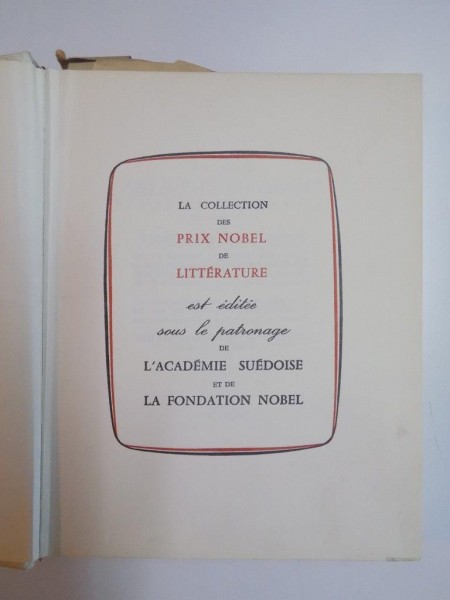 LA COLLECTION
DES
PRIX NOBEL
DE
LITTÉRATURE
est éditée
sous le patronage
DE
L'ACADÉMIE SUÉDOISE
ET DE
LA FONDATION NOBEL